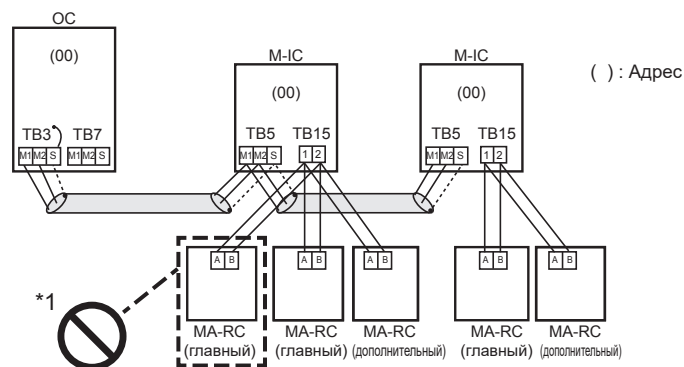 OC
(00)
TB3 TB7
M1 M2 S M1 M2 S
M-IC
(00)
TB5 TB15
M1 M2 S 1 2
M-IC
(00)
TB5 TB15
M1 M2 S 1 2
( ) : Адрес
*1
A B
MA-RC
(главный)
A B
MA-RC
(главный)
A B
MA-RC
(дополнительный)
A B
MA-RC
(главный)
A B
MA-RC
(дополнительный)